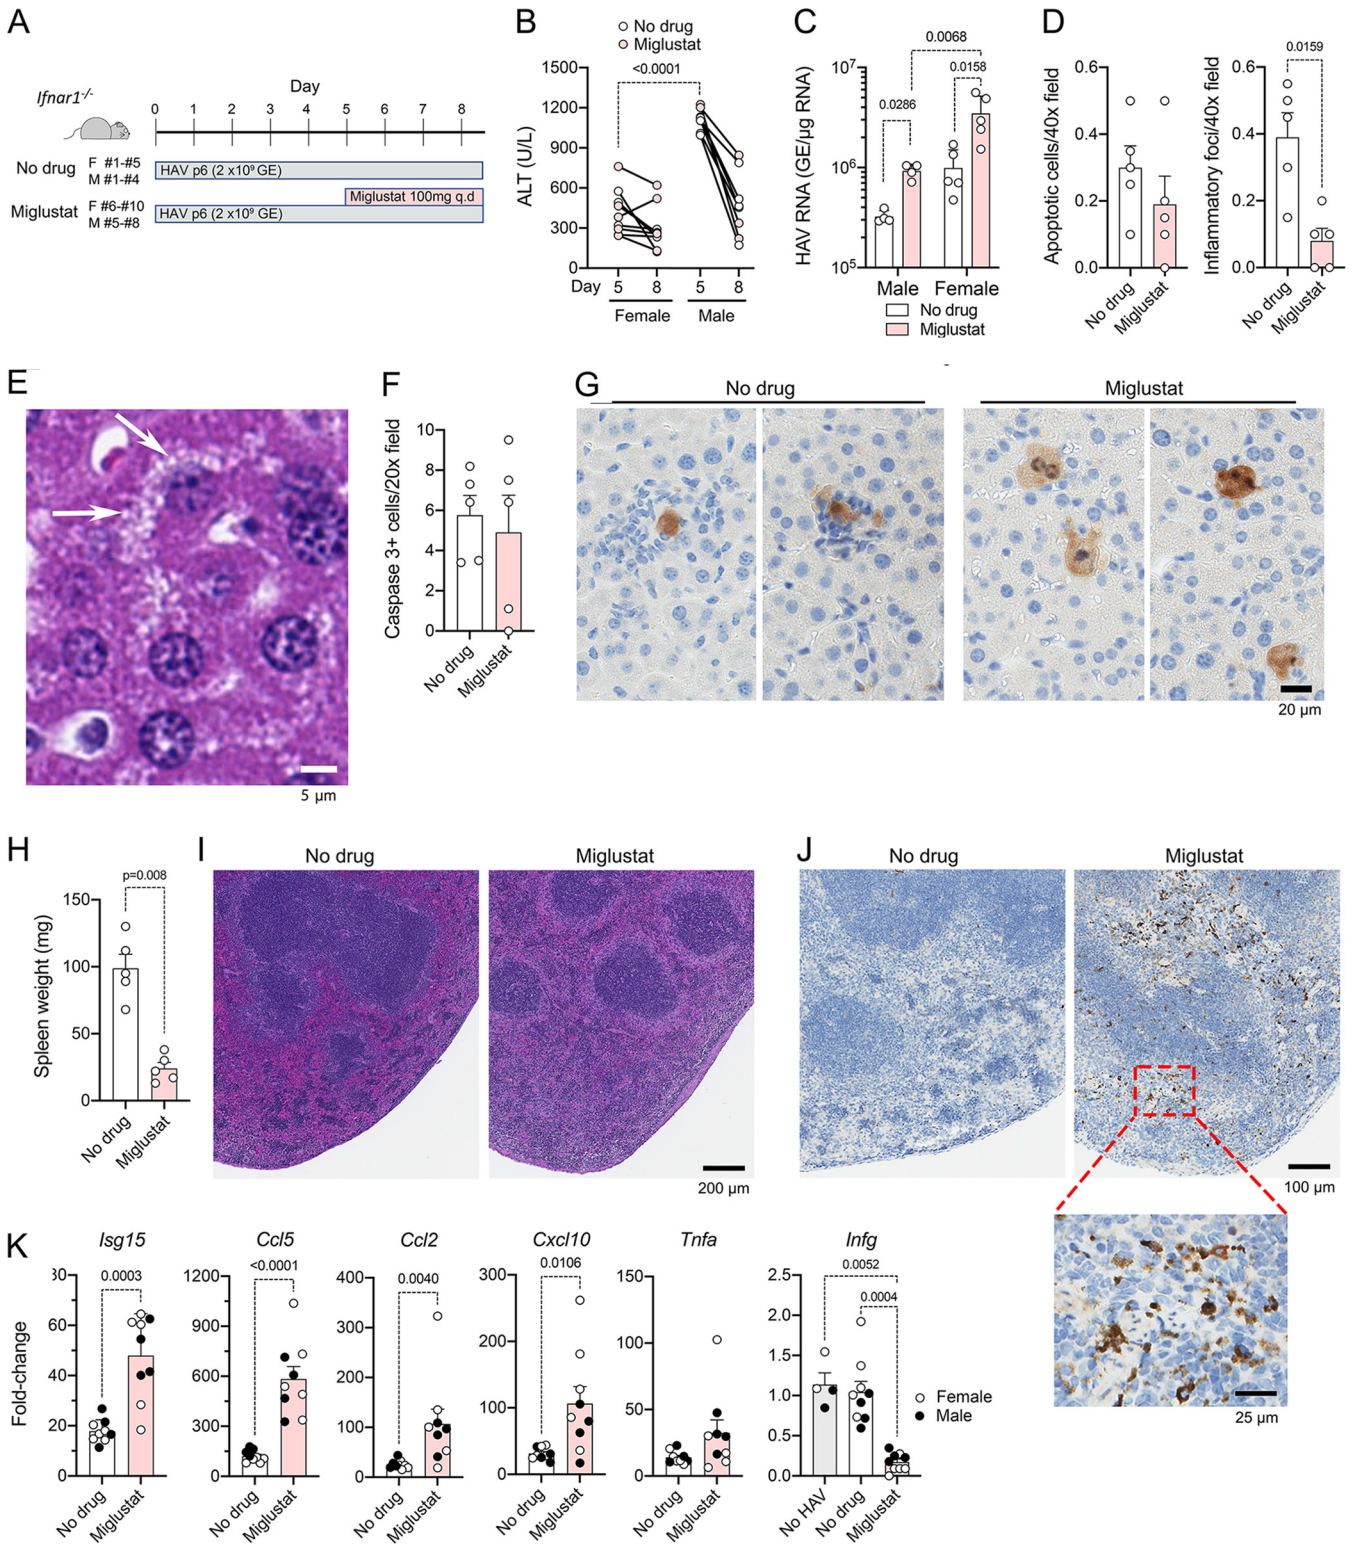 A
Ifnar1-/-
Day
0 1 2 3 4 5 6 7 8
No drug
F #1-#5
M #1-#4
HAV p6 (2 x10⁹ GE)
Miglustat 100mg q.d
Miglustat
F #6-#10
M #5-#8
HAV p6 (2 x10⁹ GE)
B
No drug
Miglustat
<0.0001
ALT (U/L)
1500
1200
900
600
300
0
Day 5 8 5 8
Female Male
C
0.0068
0.0158
0.0286
HAV RNA (GE/µg RNA)
10⁷
10⁶
10⁵
Male Female
No drug
Miglustat
D
Apoptotic cells/40x field
0.6
0.4
0.2
0.0
No drug
Miglustat
0.0159
Inflammatory foci/40x field
0.6
0.4
0.2
0.0
No drug
Miglustat
E
5 µm
F
Caspase 3+ cells/20x field
10
8
6
4
2
0
No drug
Miglustat
G
No drug
Miglustat
20 µm
H
p=0.008
Spleen weight (mg)
150
100
50
0
No drug
Miglustat
I
No drug
Miglustat
200 µm
J
No drug
Miglustat
100 µm
25 µm
K
Fold-change
Isg15
0.0003
80
60
40
20
0
No drug
Miglustat
Ccl5
<0.0001
1200
900
600
300
0
No drug
Miglustat
Ccl2
0.0040
400
300
200
100
0
No drug
Miglustat
Cxcl10
0.0106
300
200
100
0
No drug
Miglustat
Tnfa
150
100
50
0
No drug
Miglustat
Infg
0.0052
0.0004
2.5
2.0
1.5
1.0
0.5
0.0
No HAV
No drug
Miglustat
Female
Male